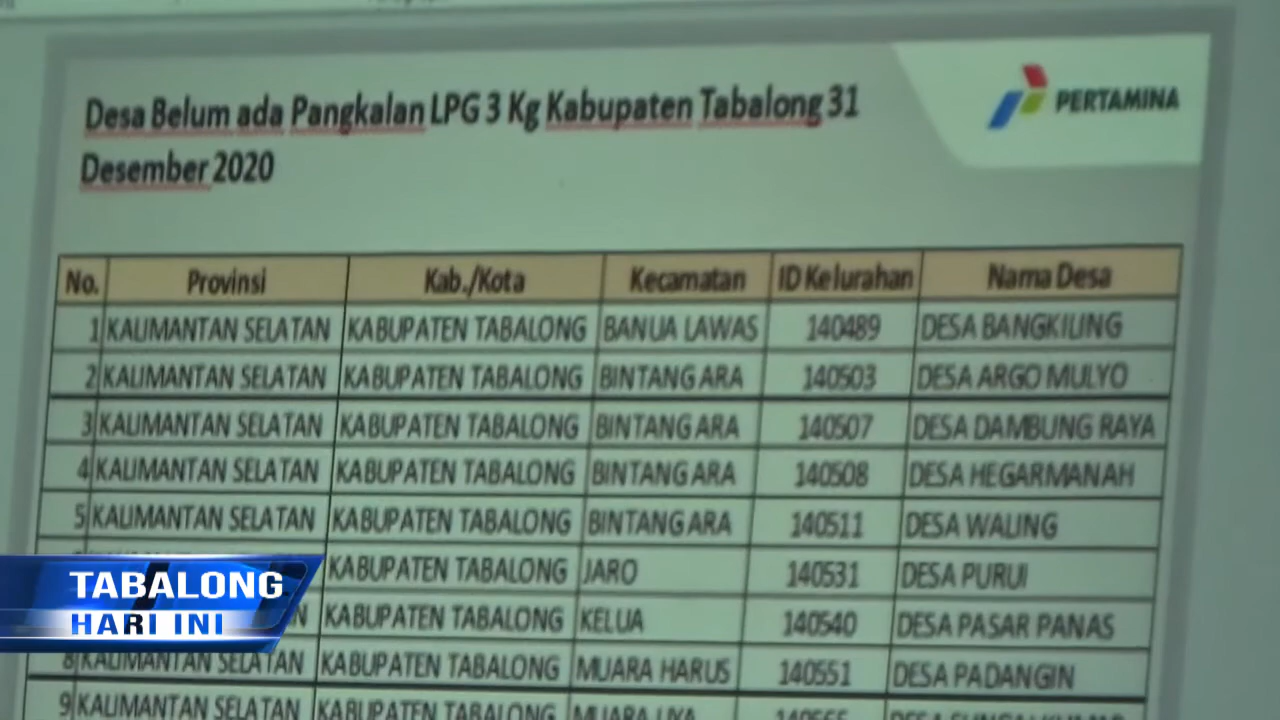 Desa Belum ada Pangkalan LPG 3 Kg Kabupaten Tabalong 31
Desember 2020
PERTAMINA
No. Provinsi Kab./Kota Kecamatan ID Kelurahan Nama Desa
1 KALIMANTAN SELATAN KABUPATEN TABALONG BANUA LAWAS 140489 DESA BANGKILING
2 KALIMANTAN SELATAN KABUPATEN TABALONG BINTANG ARA 140503 DESA ARGO MULYO
3 KALIMANTAN SELATAN KABUPATEN TABALONG BINTANG ARA 140507 DESA DAMBUNG RAYA
4 KALIMANTAN SELATAN KABUPATEN TABALONG BINTANG ARA 140508 DESA HEGARMANAH
5 KALIMANTAN SELATAN KABUPATEN TABALONG BINTANG ARA 140511 DESA WALING
KABUPATEN TABALONG JARO 140531 DESA PURUI
KABUPATEN TABALONG KELUA 140540 DESA PASAR PANAS
8 KALIMANTAN SELATAN KABUPATEN TABALONG MUARA HARUS 140551 DESA PADANGIN
9 KALIMANTAN SELATAN KABUPATEN TABALONG MUARA UYA
TABALONG
HARI INI